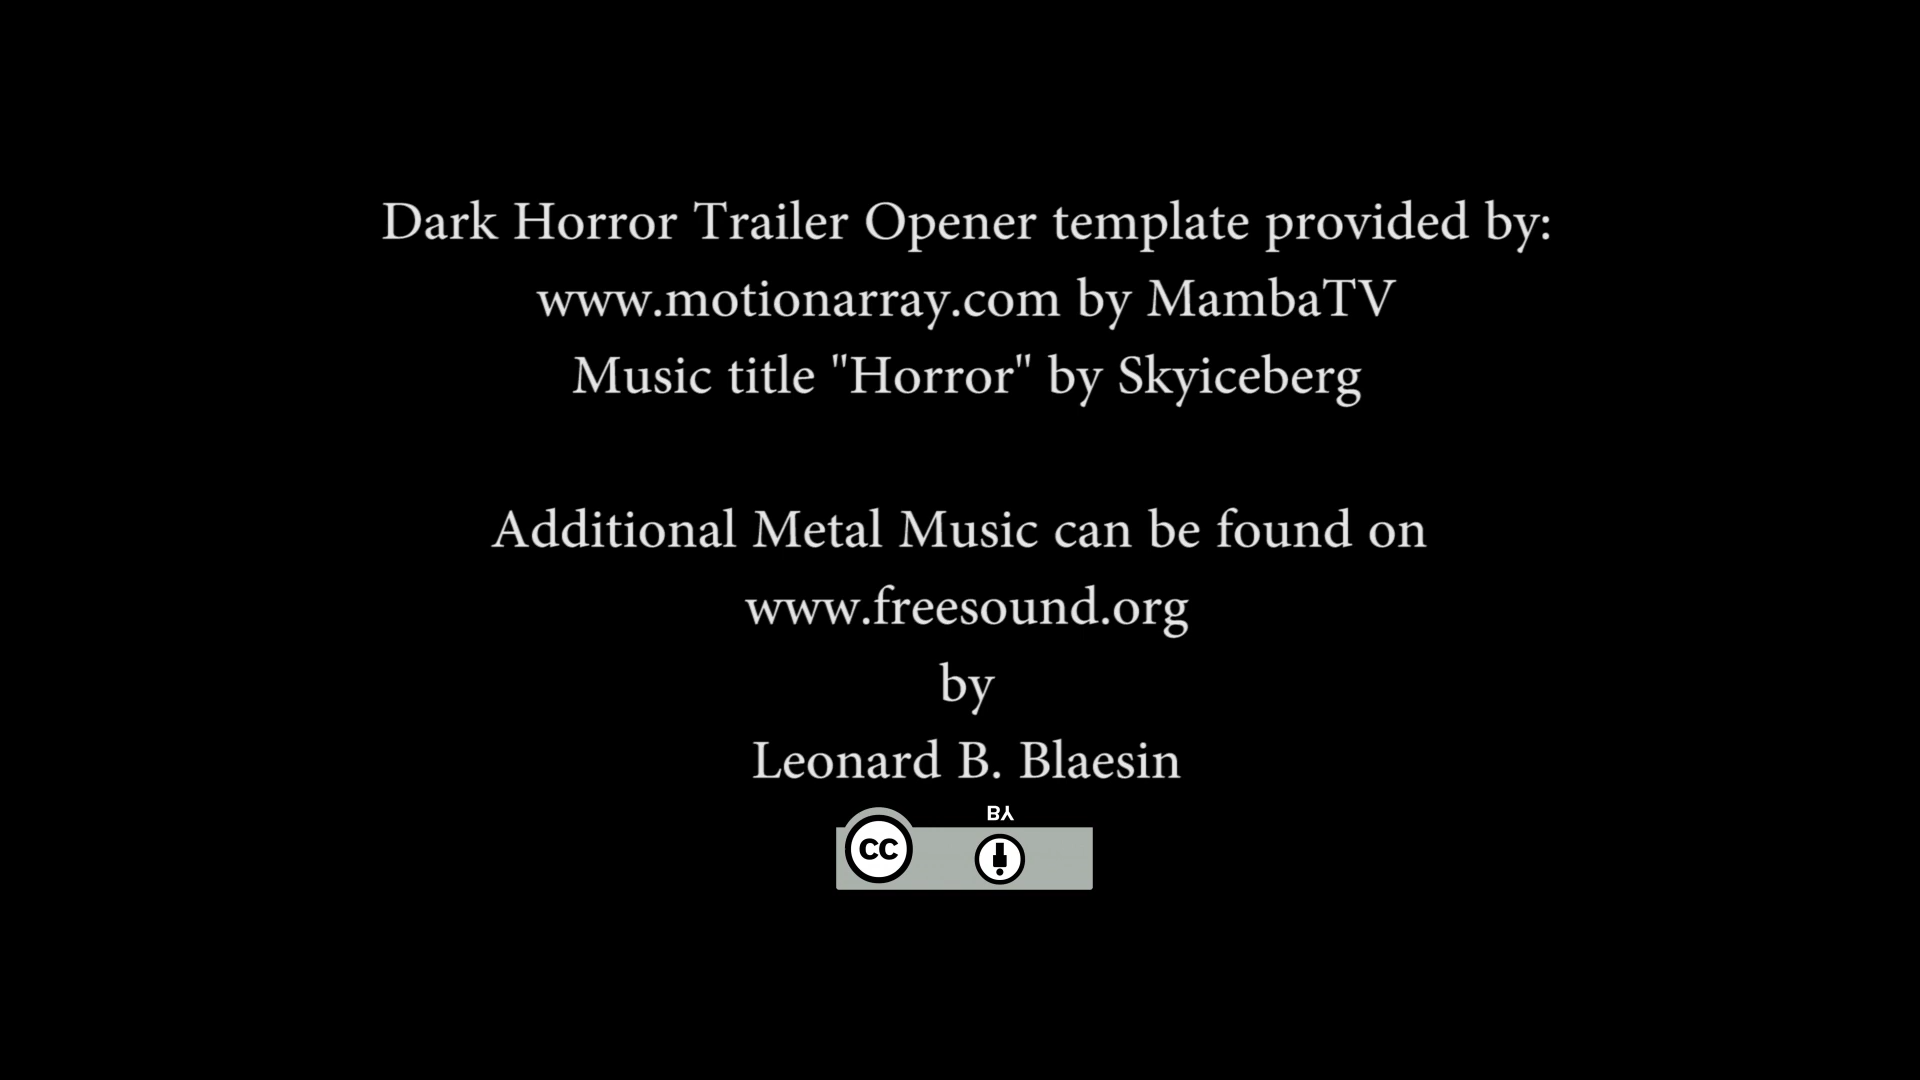 Dark Horror Trailer Opener template provided by:
www.motionarray.com by MambaTV
Music title "Horror" by Skyiceberg
Additional Metal Music can be found on
www.freesound.org
by
Leonard B. Blaesin
cc
BY